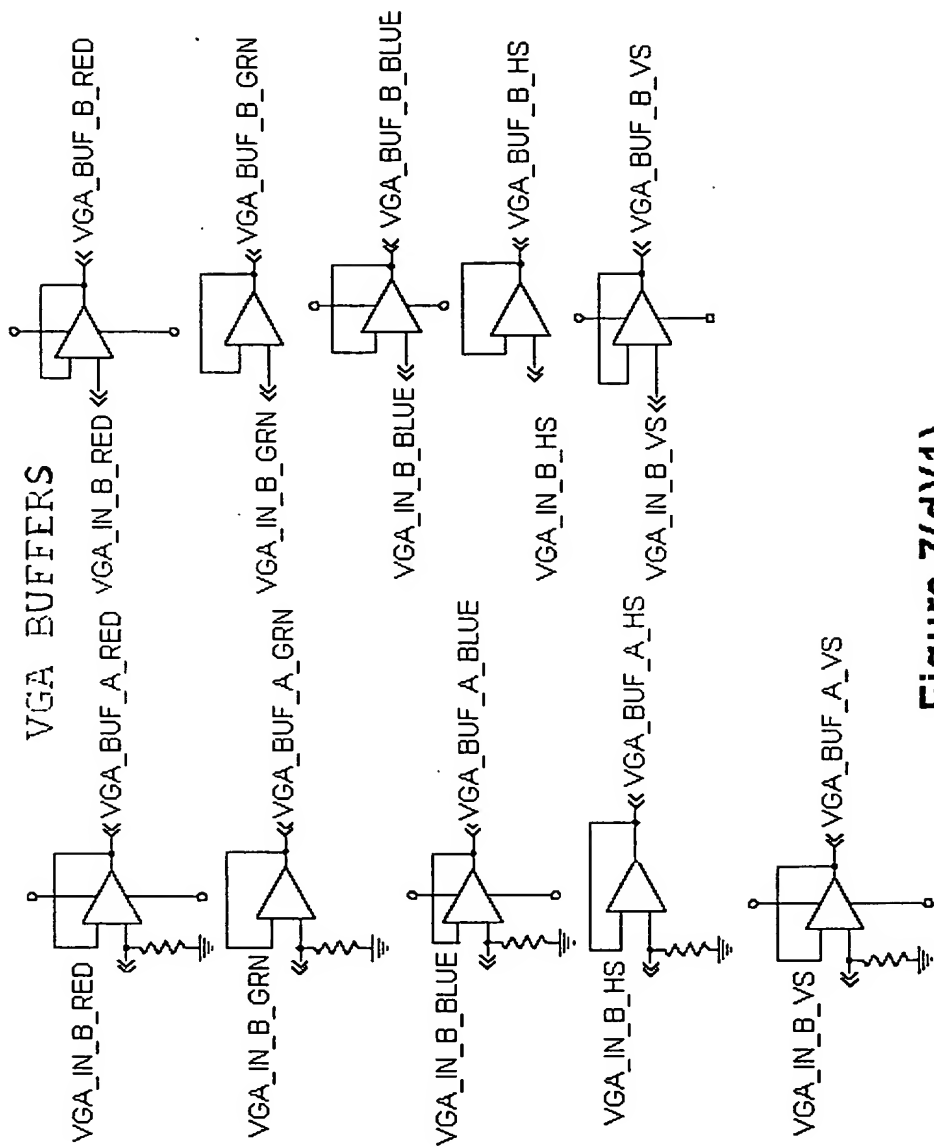 VGA BUFFERS
VGA_IN_B_RED
VGA_BUF_A_RED
VGA_IN_B_RED
VGA_BUF_B_RED
VGA_IN_B_GRN
VGA_BUF_A_GRN
VGA_IN_B_GRN
VGA_BUF_B_GRN
VGA_IN_B_BLUE
VGA_BUF_A_BLUE
VGA_IN_B_BLUE
VGA_BUF_B_BLUE
VGA_IN_B_HS
VGA_BUF_A_HS
VGA_IN_B_HS
VGA_BUF_B_HS
VGA_IN_B_VS
VGA_BUF_A_VS
VGA_IN_B_VS
VGA_BUF_B_VS
Figure